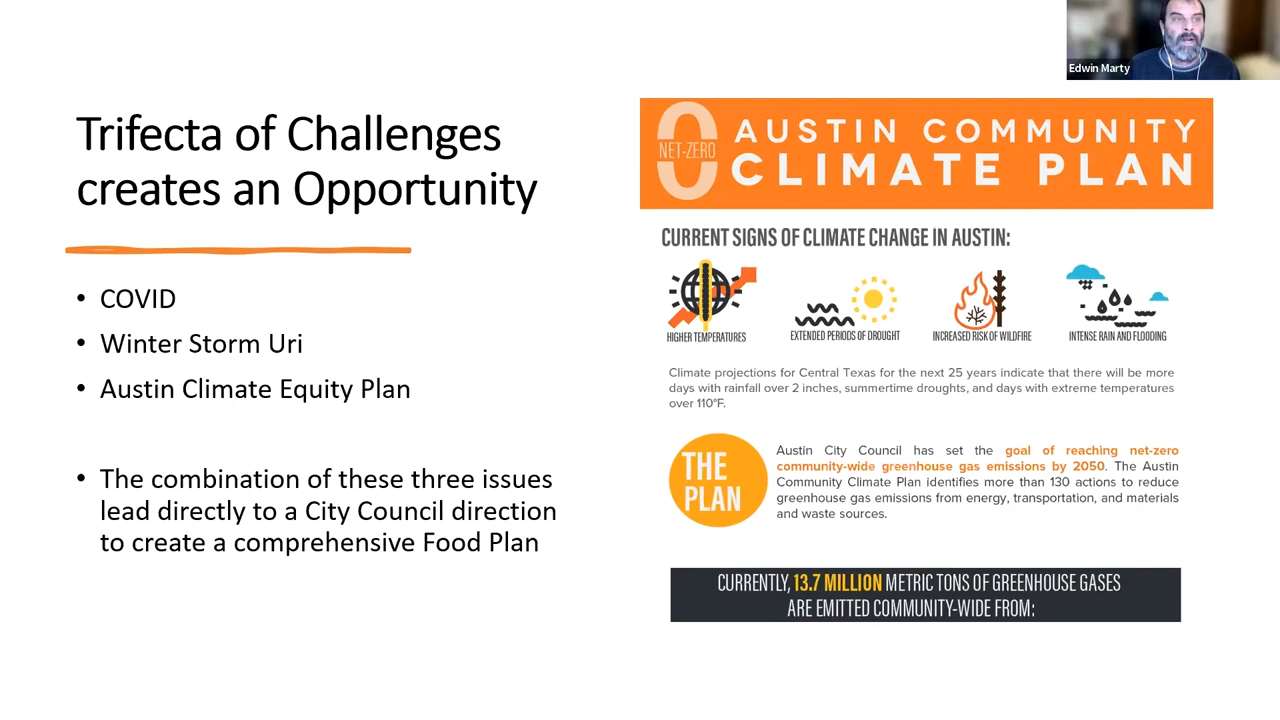 Edwin Marty
Trifecta of Challenges
creates an Opportunity
• COVID
• Winter Storm Uri
• Austin Climate Equity Plan
• The combination of these three issues
lead directly to a City Council direction
to create a comprehensive Food Plan
0
NET-ZERO
AUSTIN COMMUNITY
CLIMATE PLAN
CURRENT SIGNS OF CLIMATE CHANGE IN AUSTIN:
HIGHER TEMPERATURES
EXTENDED PERIODS OF DROUGHT
INCREASED RISK OF WILDFIRE
INTENSE RAIN AND FLOODING
Climate projections for Central Texas for the next 25 years indicate that there will be more
days with rainfall over 2 inches, summertime droughts, and days with extreme temperatures
over 110°F.
THE
PLAN
Austin City Council has set the goal of reaching net-zero
community-wide greenhouse gas emissions by 2050. The Austin
Community Climate Plan identifies more than 130 actions to reduce
greenhouse gas emissions from energy, transportation, and materials
and waste sources.
CURRENTLY, 13.7 MILLION METRIC TONS OF GREENHOUSE GASES
ARE EMITTED COMMUNITY-WIDE FROM: